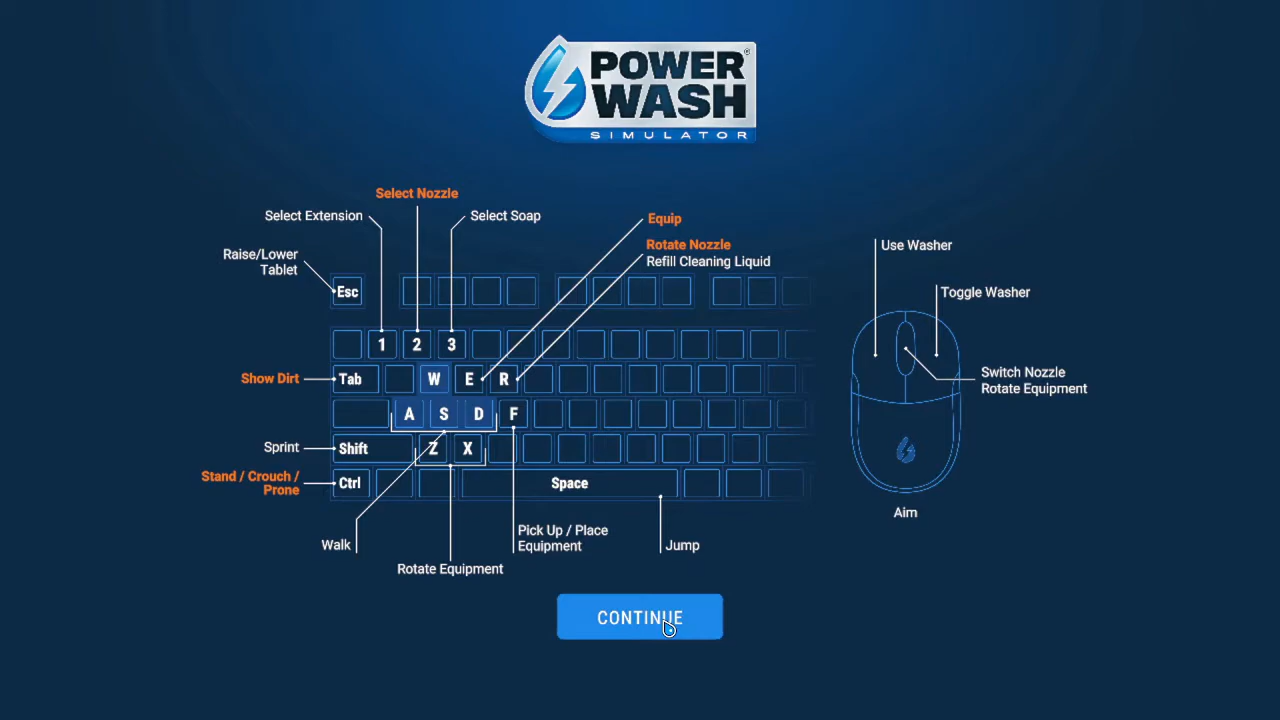 POWER®
WASH
SIMULATOR
Select Nozzle
Select Extension
Select Soap
Equip
Raise/Lower
Tablet
Rotate Nozzle
Refill Cleaning Liquid
Use Washer
Toggle Washer
Esc
1 2 3
Show Dirt
Tab W E R
Switch Nozzle
Rotate Equipment
A S D F
Sprint
Shift Z X
Stand / Crouch /
Prone
Ctrl Space
Aim
Walk
Pick Up / Place
Equipment
Jump
Rotate Equipment
CONTINUE